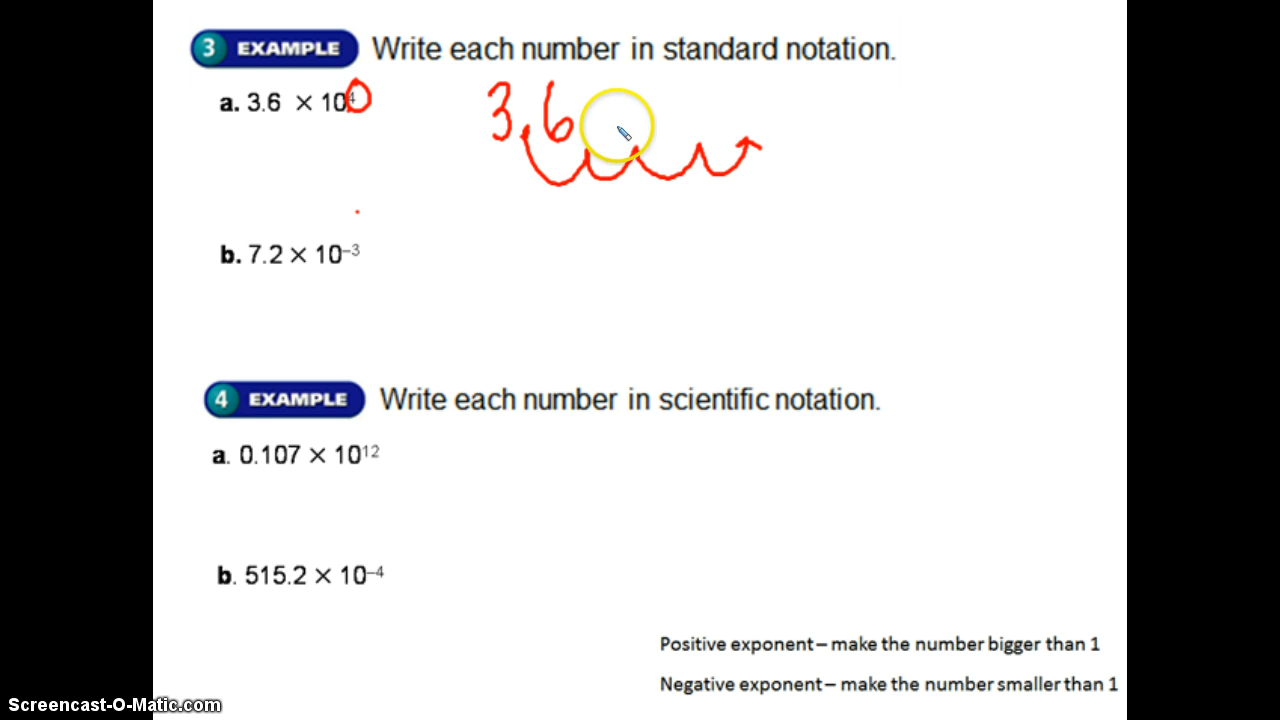 3 EXAMPLE Write each number in standard notation.
a. 3.6 × 10⁴ 3.6
b. 7.2 × 10⁻³
4 EXAMPLE Write each number in scientific notation.
a. 0.107 × 10¹²
b. 515.2 × 10⁻⁴
Positive exponent – make the number bigger than 1
Negative exponent – make the number smaller than 1
Screencast-O-Matic.com